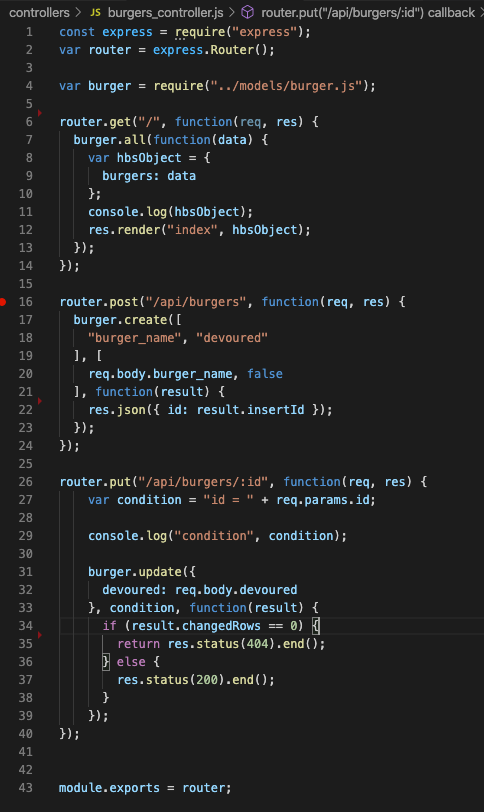 controllers > JS burgers_controller.js > router.put("/api/burgers/:id") callback
1 const express = require("express");
2 var router = express.Router();
3
4 var burger = require("../models/burger.js");
5
6 router.get("/", function(req, res) {
7 burger.all(function(data) {
8 var hbsObject = {
9 burgers: data
10 };
11 console.log(hbsObject);
12 res.render("index", hbsObject);
13 });
14 });
15
16 router.post("/api/burgers", function(req, res) {
17 burger.create([
18 "burger_name", "devoured"
19 ], [
20 req.body.burger_name, false
21 ], function(result) {
22 res.json({ id: result.insertId });
23 });
24 });
25
26 router.put("/api/burgers/:id", function(req, res) {
27 var condition = "id = " + req.params.id;
28
29 console.log("condition", condition);
30
31 burger.update({
32 devoured: req.body.devoured
33 }, condition, function(result) {
34 if (result.changedRows == 0) {
35 return res.status(404).end();
36 } else {
37 res.status(200).end();
38 }
39 });
40 });
41
42
43 module.exports = router;